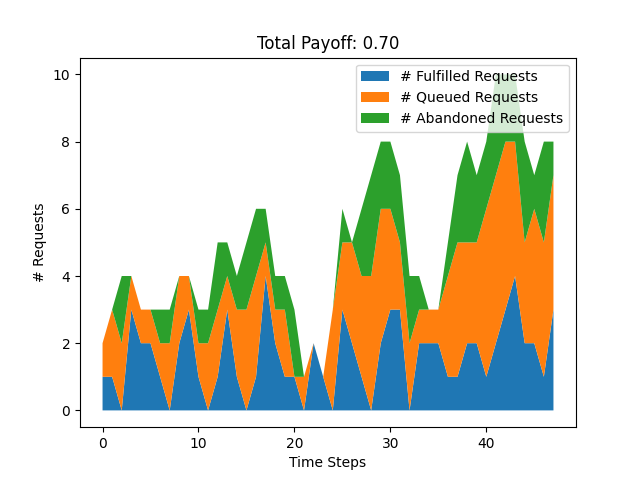 Total Payoff: 0.70
# Fulfilled Requests
# Queued Requests
# Abandoned Requests
10
8
6
4
2
0
# Requests
0 10 20 30 40
Time Steps